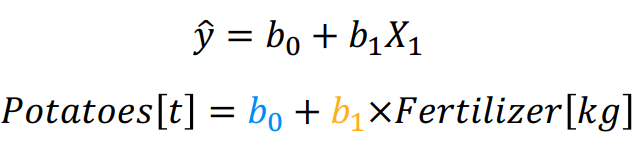 ŷ = b₀ + b₁X₁
Potatoes[t] = b₀ + b₁×Fertilizer[kg]